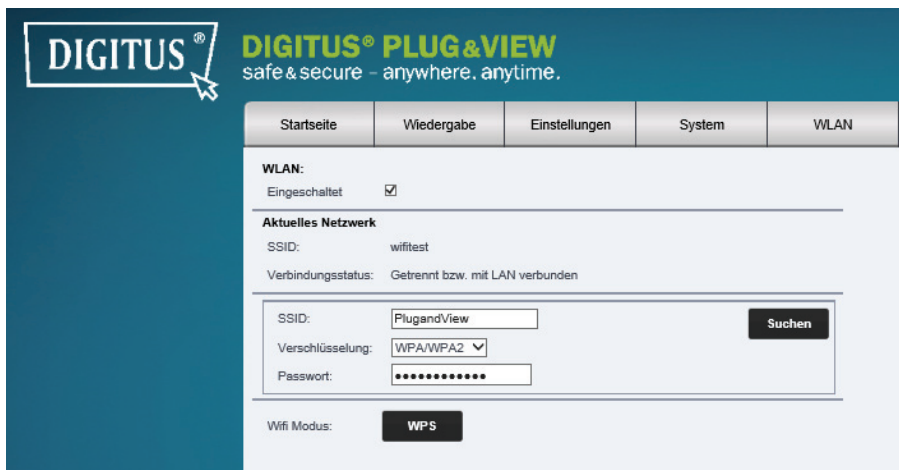 DIGITUS®
DIGITUS® PLUG&VIEW
safe & secure – anywhere. anytime.
Startseite Wiedergabe Einstellungen System WLAN
WLAN:
Eingeschaltet
Aktuelles Netzwerk
SSID: wifitest
Verbindungsstatus: Getrennt bzw. mit LAN verbunden
SSID: PlugandView Suchen
Verschlüsselung: WPA/WPA2
Passwort: ••••••••••••
Wifi Modus: WPS